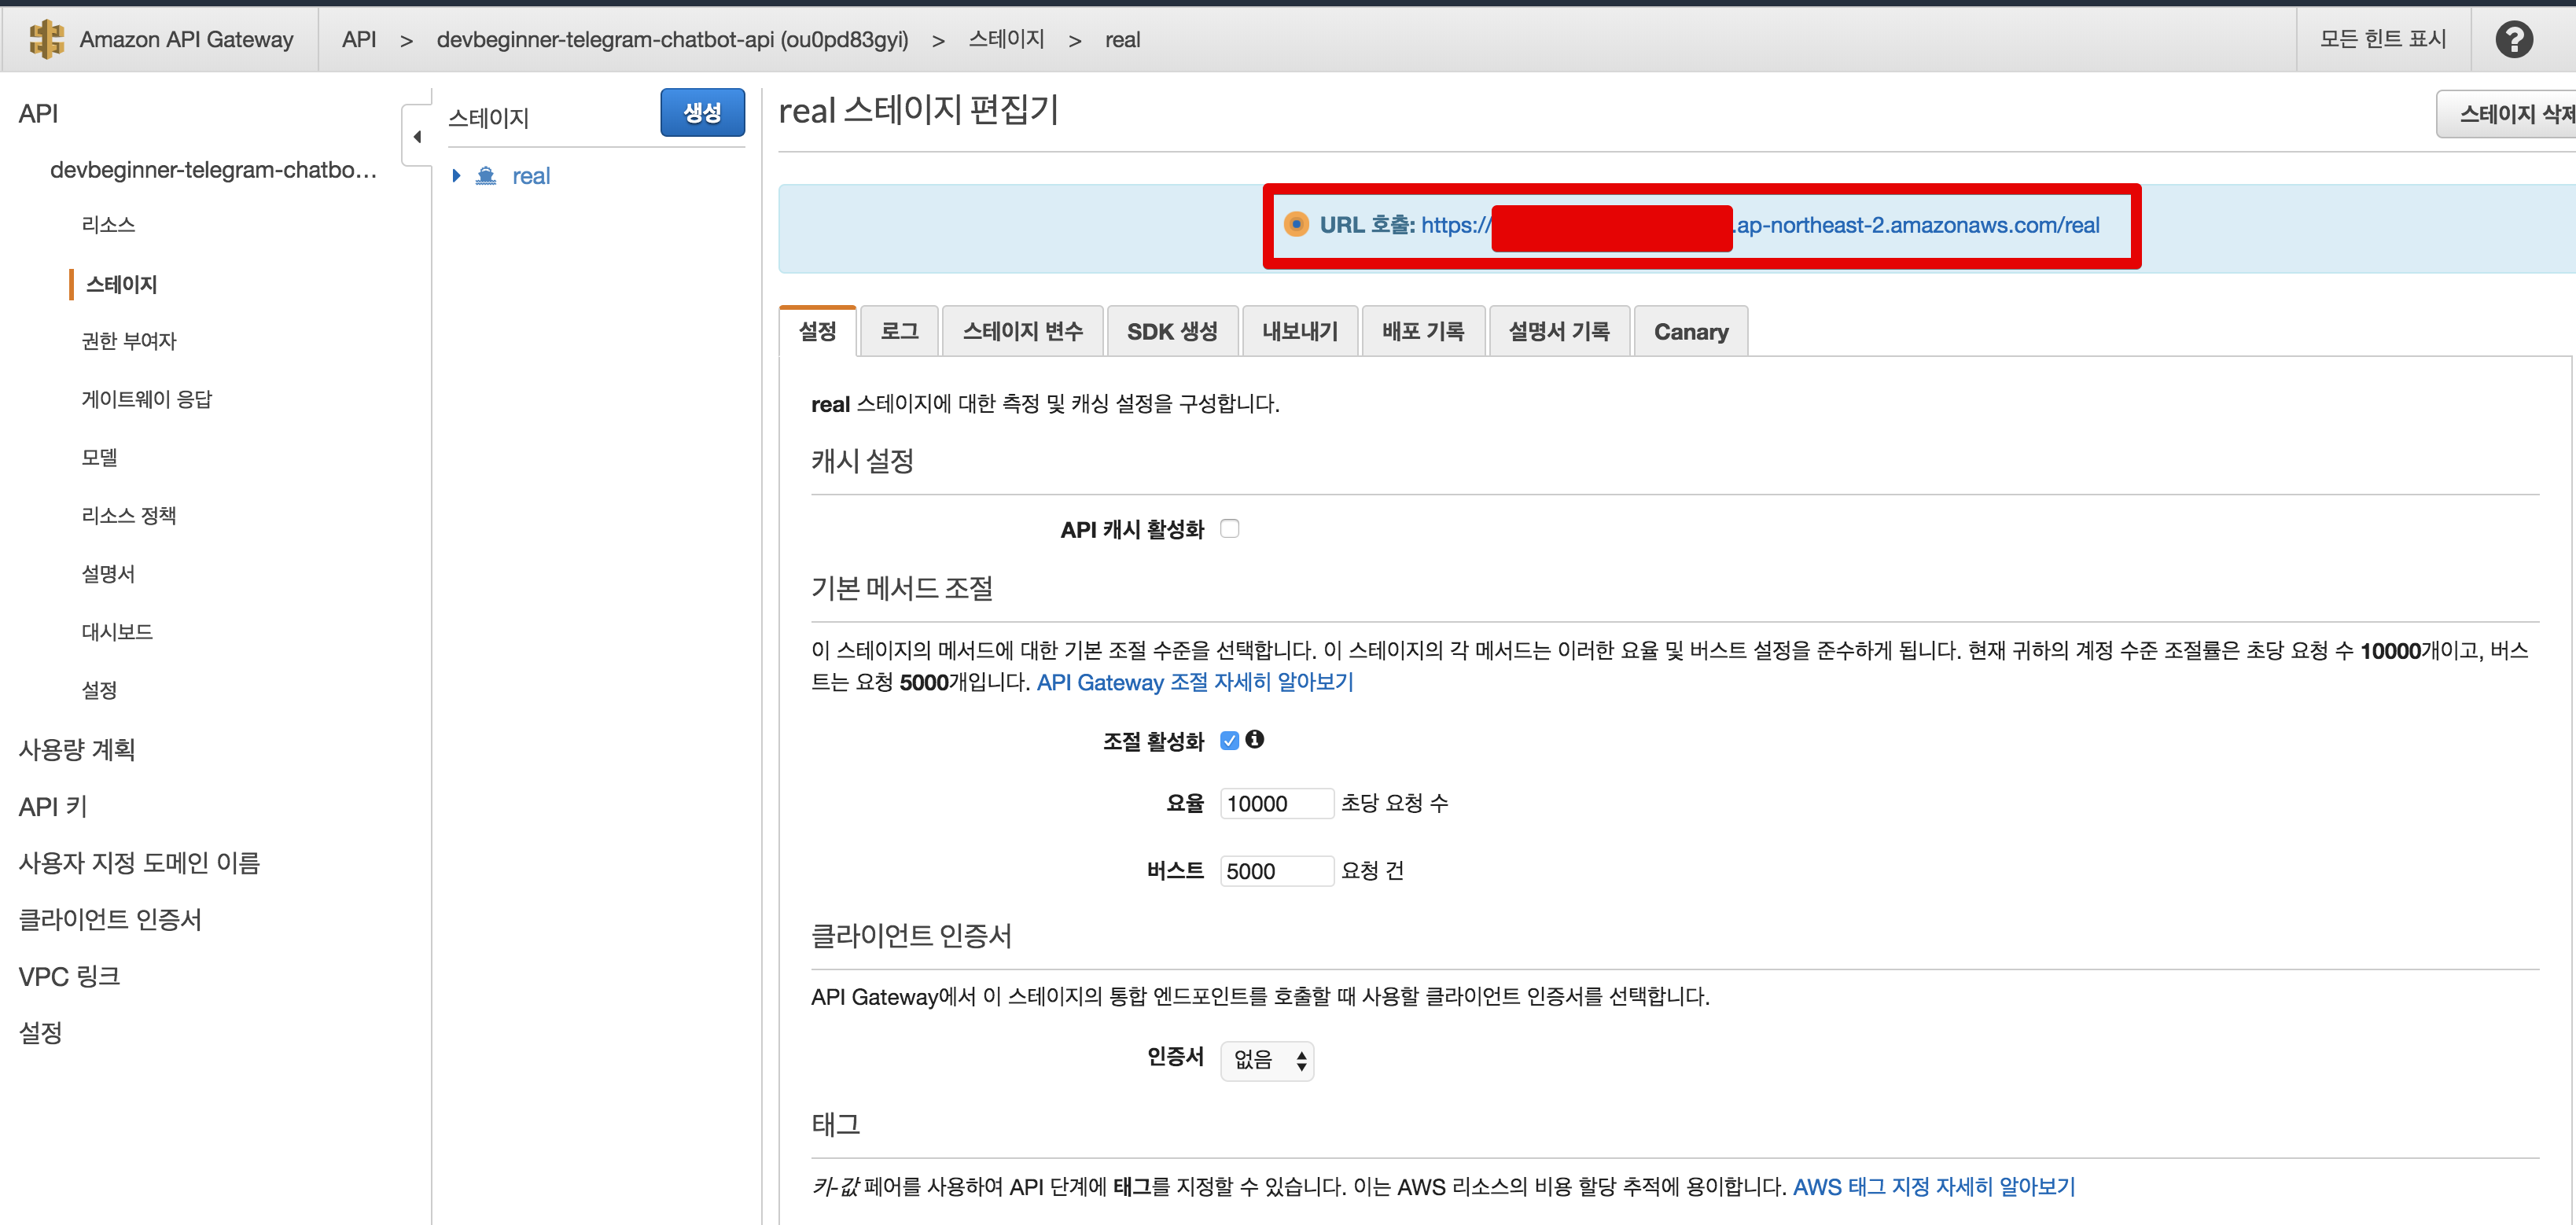 Amazon API Gateway
API > devbeginner-telegram-chatbot-api (ou0pd83gyi) > 스테이지 > real
모든 힌트 표시
?
API
devbeginner-telegram-chatbo...
리소스
스테이지
권한 부여자
게이트웨이 응답
모델
리소스 정책
설명서
대시보드
설정
사용량 계획
API 키
사용자 지정 도메인 이름
클라이언트 인증서
VPC 링크
설정
스테이지
생성
real
real 스테이지 편집기
스테이지 삭제
URL 호출: https://
.ap-northeast-2.amazonaws.com/real
설정
로그
스테이지 변수
SDK 생성
내보내기
배포 기록
설명서 기록
Canary
real 스테이지에 대한 측정 및 캐싱 설정을 구성합니다.
캐시 설정
API 캐시 활성화
기본 메서드 조절
이 스테이지의 메서드에 대한 기본 조절 수준을 선택합니다. 이 스테이지의 각 메서드는 이러한 요율 및 버스트 설정을 준수하게 됩니다. 현재 귀하의 계정 수준 조절률은 초당 요청 수 10000개이고, 버스
트는 요청 5000개입니다. API Gateway 조절 자세히 알아보기
조절 활성화
요율 10000 초당 요청 수
버스트 5000 요청 건
클라이언트 인증서
API Gateway에서 이 스테이지의 통합 엔드포인트를 호출할 때 사용할 클라이언트 인증서를 선택합니다.
인증서 없음
태그
키-값 페어를 사용하여 API 단계에 태그를 지정할 수 있습니다. 이는 AWS 리소스의 비용 할당 추적에 용이합니다. AWS 태그 지정 자세히 알아보기